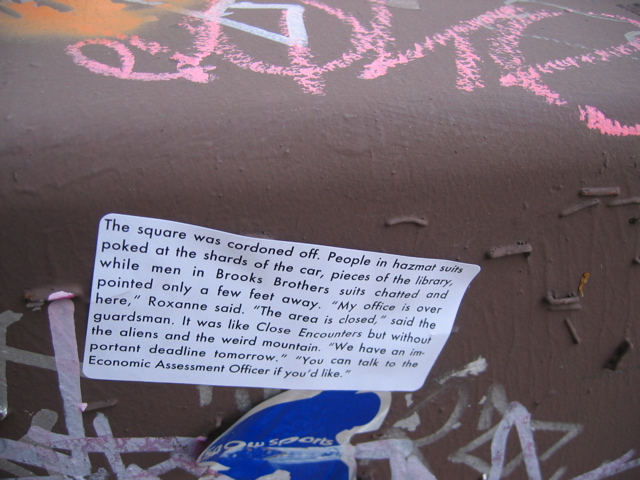 The square was cordoned off. People in hazmat suits
poked at the shards of the car, pieces of the library,
while men in Brooks Brothers suits chatted and
pointed only a few feet away. "My office is over
here," Roxanne said. "The area is closed," said the
guardsman. It was like Close Encounters but without
the aliens and the weird mountain. "We have an im-
portant deadline tomorrow." "You can talk to the
Economic Assessment Officer if you'd like."